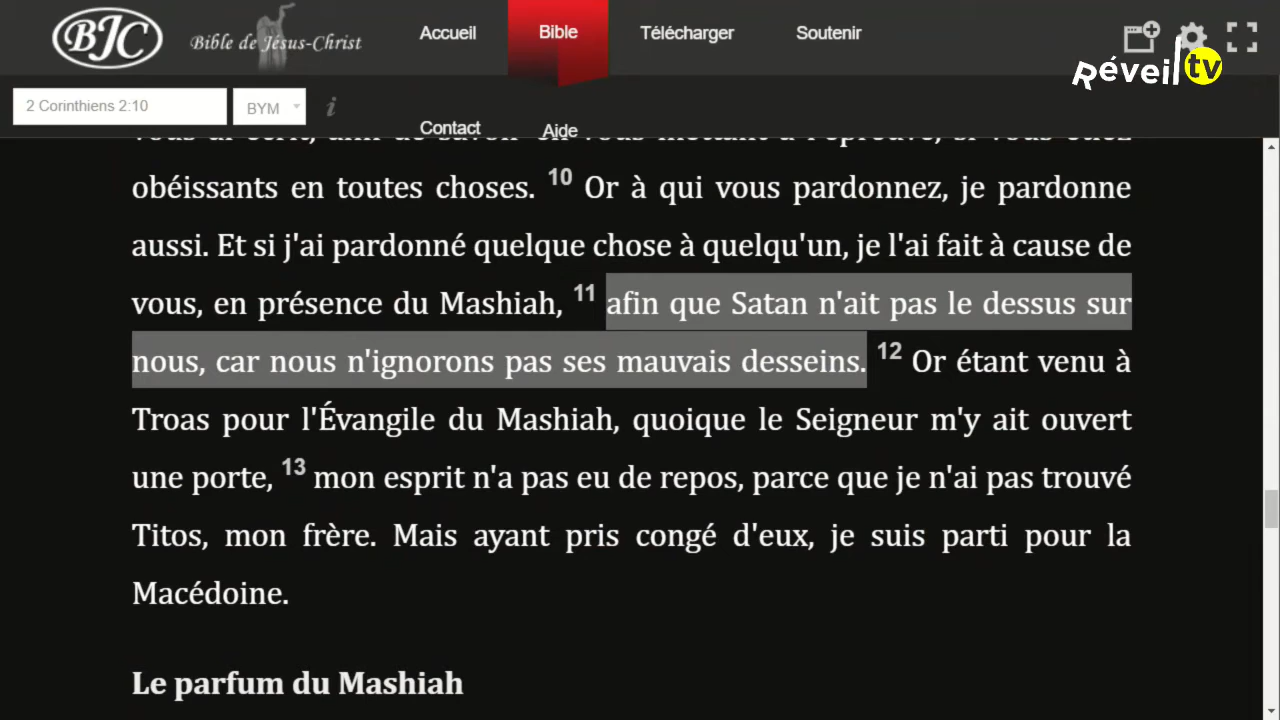 BJC
Bible de Jésus-Christ
Accueil
Bible
Télécharger
Soutenir
Réveil tv
2 Corinthiens 2:10
BYM
i
Contact
Aide
obéissants en toutes choses. 10 Or à qui vous pardonnez, je pardonne
aussi. Et si j'ai pardonné quelque chose à quelqu'un, je l'ai fait à cause de
vous, en présence du Mashiah, 11 afin que Satan n'ait pas le dessus sur
nous, car nous n'ignorons pas ses mauvais desseins. 12 Or étant venu à
Troas pour l'Évangile du Mashiah, quoique le Seigneur m'y ait ouvert
une porte, 13 mon esprit n'a pas eu de repos, parce que je n'ai pas trouvé
Titos, mon frère. Mais ayant pris congé d'eux, je suis parti pour la
Macédoine.
Le parfum du Mashiah